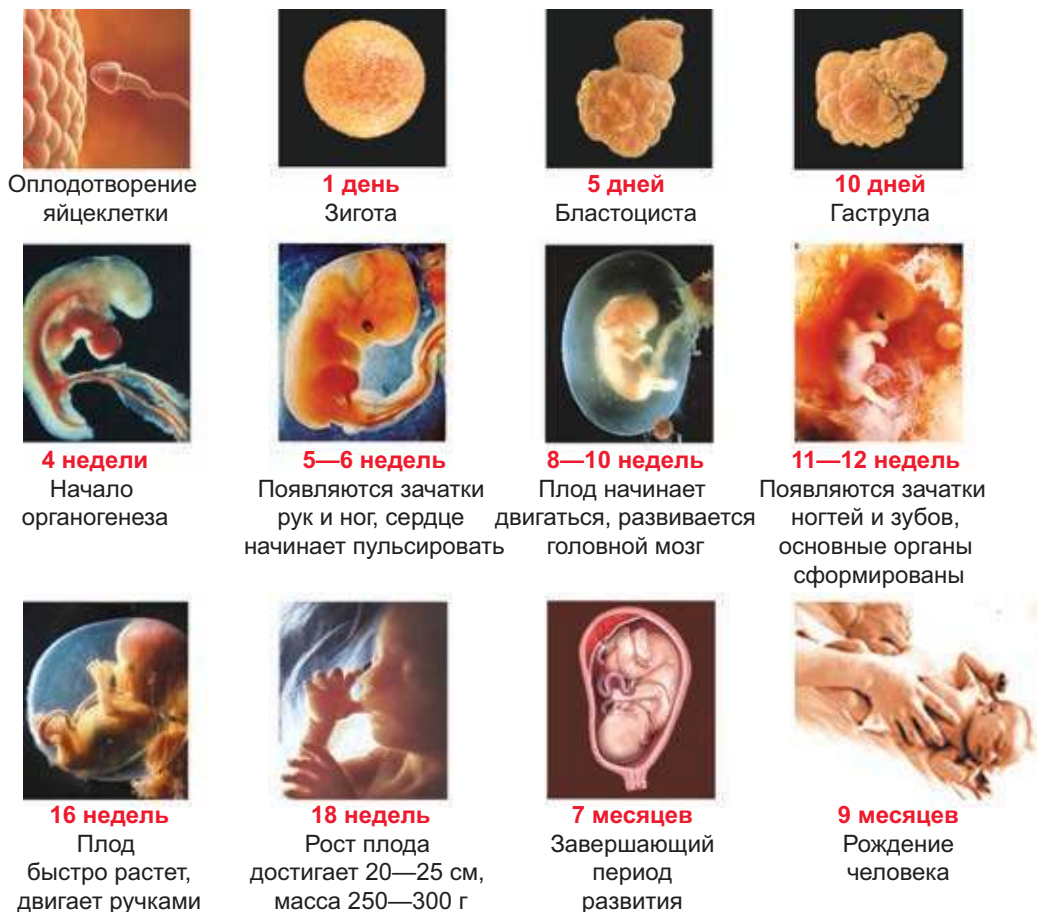 Оплодотворение
яйцеклетки
1 день
Зигота
5 дней
Бластоциста
10 дней
Гаструла
4 недели
Начало
органогенеза
5—6 недель
Появляются зачатки
рук и ног, сердце
начинает пульсировать
8—10 недель
Плод начинает
двигаться, развивается
головной мозг
11—12 недель
Появляются зачатки
ногтей и зубов,
основные органы
сформированы
16 недель
Плод
быстро растет,
двигает ручками
18 недель
Рост плода
достигает 20—25 см,
масса 250—300 г
7 месяцев
Завершающий
период
развития
9 месяцев
Рождение
человека